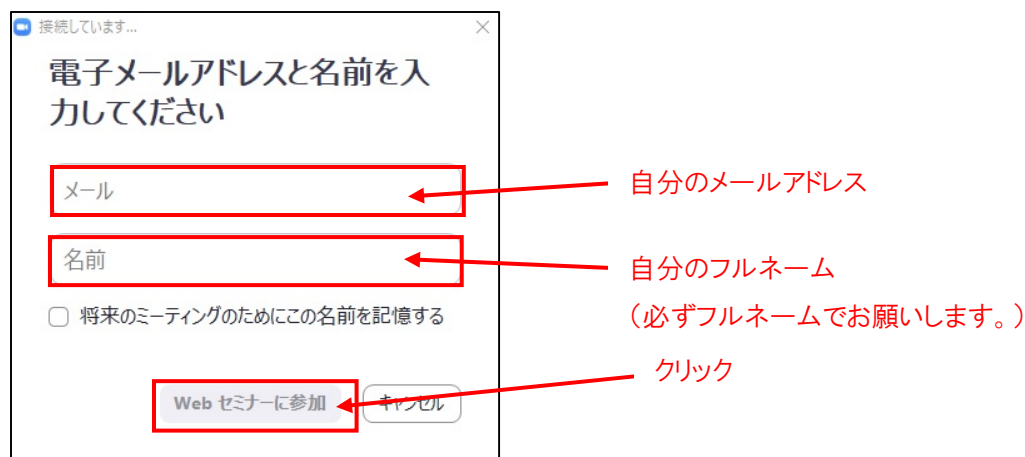 接続しています...
電子メールアドレスと名前を入
力してください
メール
自分のメールアドレス
名前
自分のフルネーム
（必ずフルネームでお願いします。）
将来のミーティングのためにこの名前を記憶する
クリック
Web セミナーに参加
キャンセル